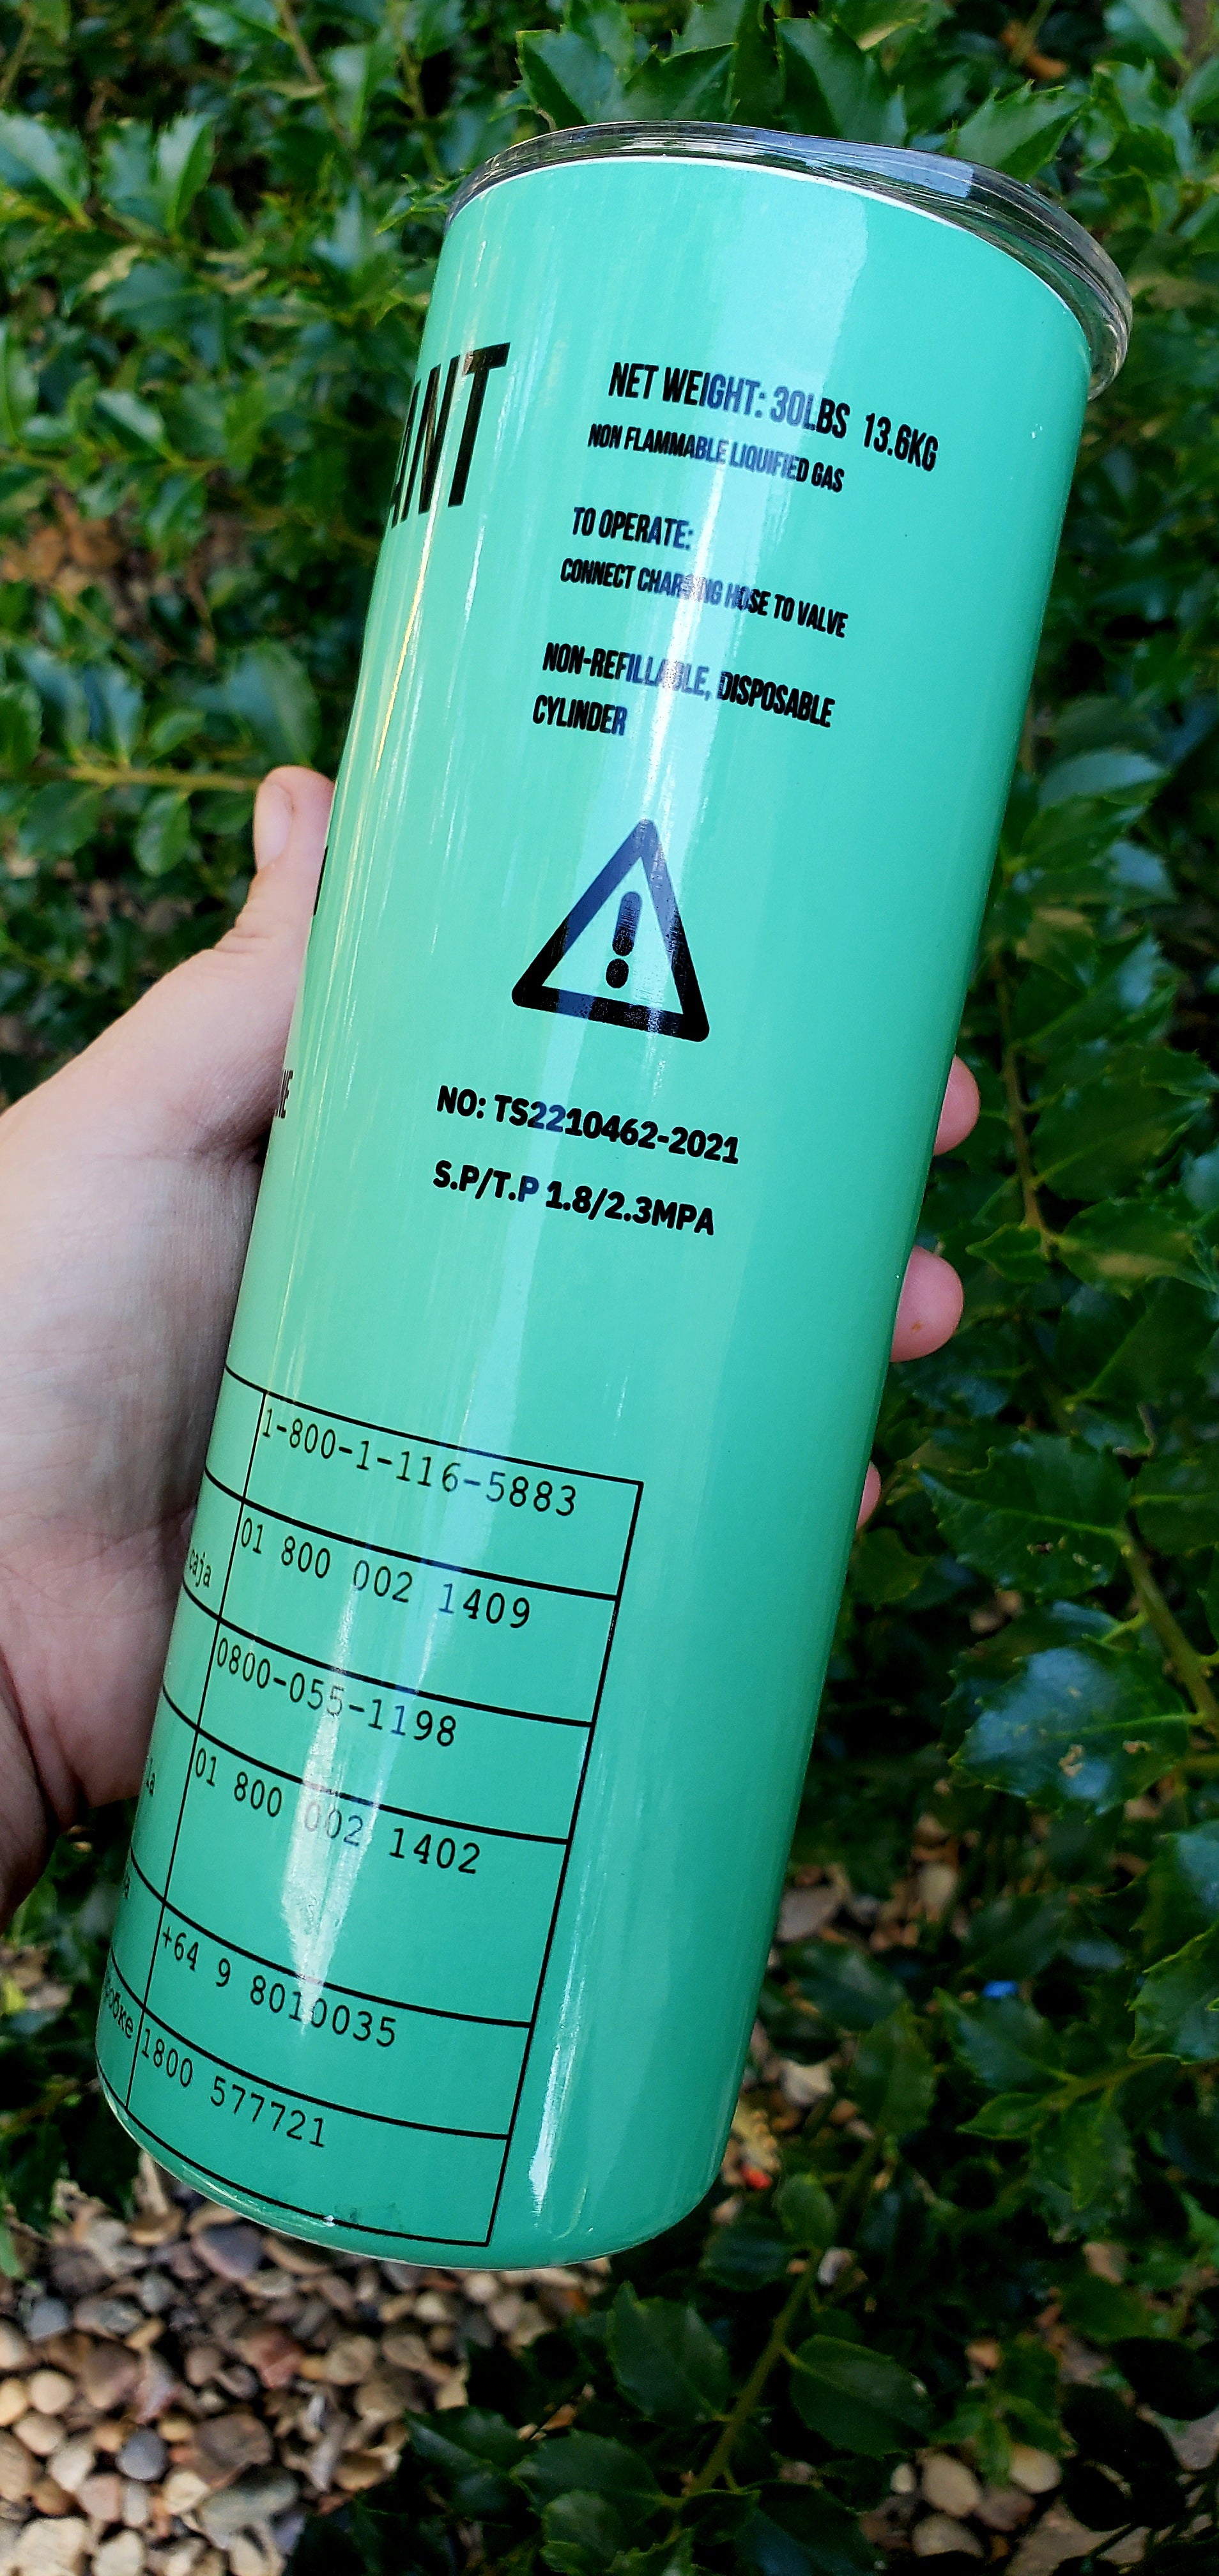 ANT
NET WEIGHT: 30LBS 13.6KG
NON FLAMMABLE LIQUIFIED GAS
TO OPERATE:
CONNECT CHARGING HOSE TO VALVE
NON-REFILLABLE, DISPOSABLE
CYLINDER
NO: TS2210462-2021
S.P/T.P 1.8/2.3MPA
1-800-1-116-5883
caja 01 800 002 1409
0800-055-1198
01 800 002 1402
+64 9 8010035
1800 577721